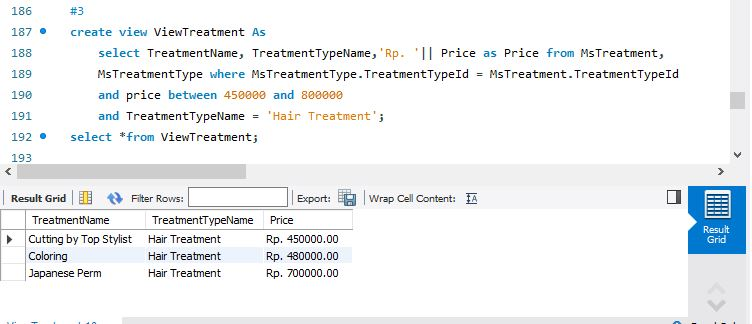 186 #3
187 create view ViewTreatment As
188 select TreatmentName, TreatmentTypeName,'Rp. '|| Price as Price from MsTreatment,
189 MsTreatmentType where MsTreatmentType.TreatmentTypeId = MsTreatment.TreatmentTypeId
190 and price between 450000 and 800000
191 and TreatmentTypeName = 'Hair Treatment';
192 select *from ViewTreatment;
193
Result Grid Filter Rows: Export: Wrap Cell Content: IA
TreatmentName TreatmentTypeName Price
Cutting by Top Stylist Hair Treatment Rp. 450000.00
Coloring Hair Treatment Rp. 480000.00
Japanese Perm Hair Treatment Rp. 700000.00
Result
Grid